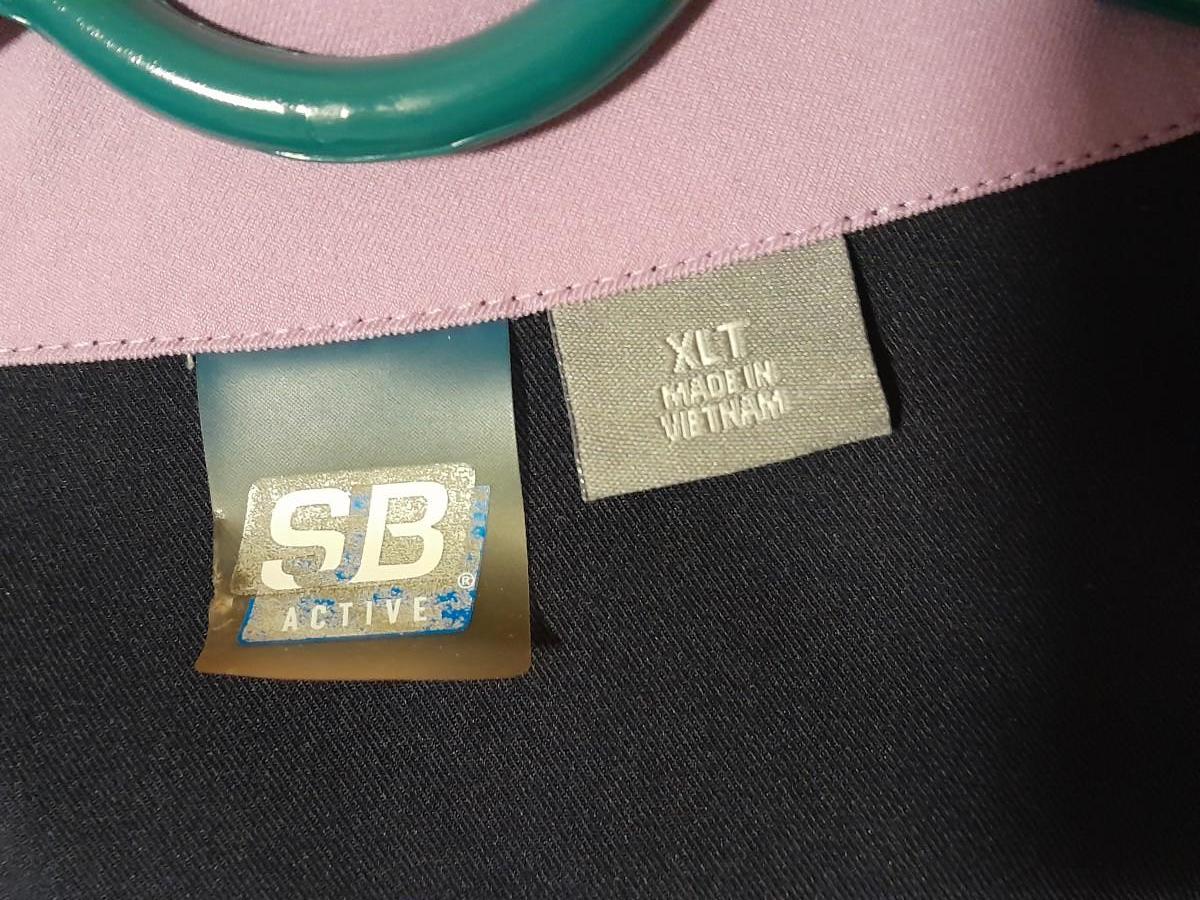 SB
®
ACTIVE
XLT
MADE IN
VIETNAM